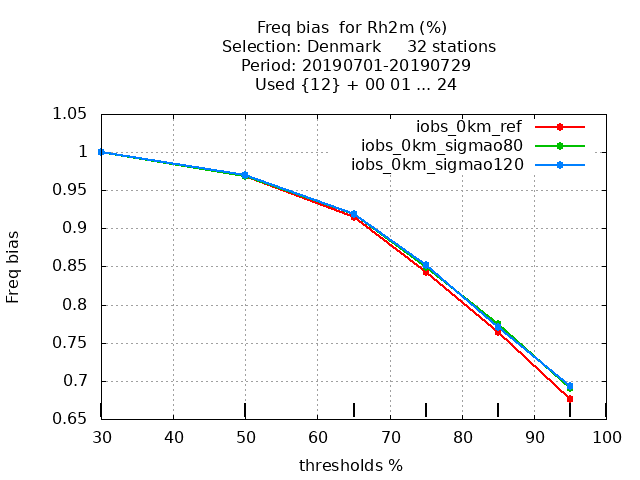 Freq bias  for Rh2m (%)
Selection: Denmark     32 stations
Period: 20190701-20190729
Used {12} + 00 01 ... 24
iobs_0km_ref
iobs_0km_sigmao80
iobs_0km_sigmao120
1.05
1
0.95
0.9
0.85
0.8
0.75
0.7
0.65
Freq bias
30 40 50 60 70 80 90 100
thresholds %